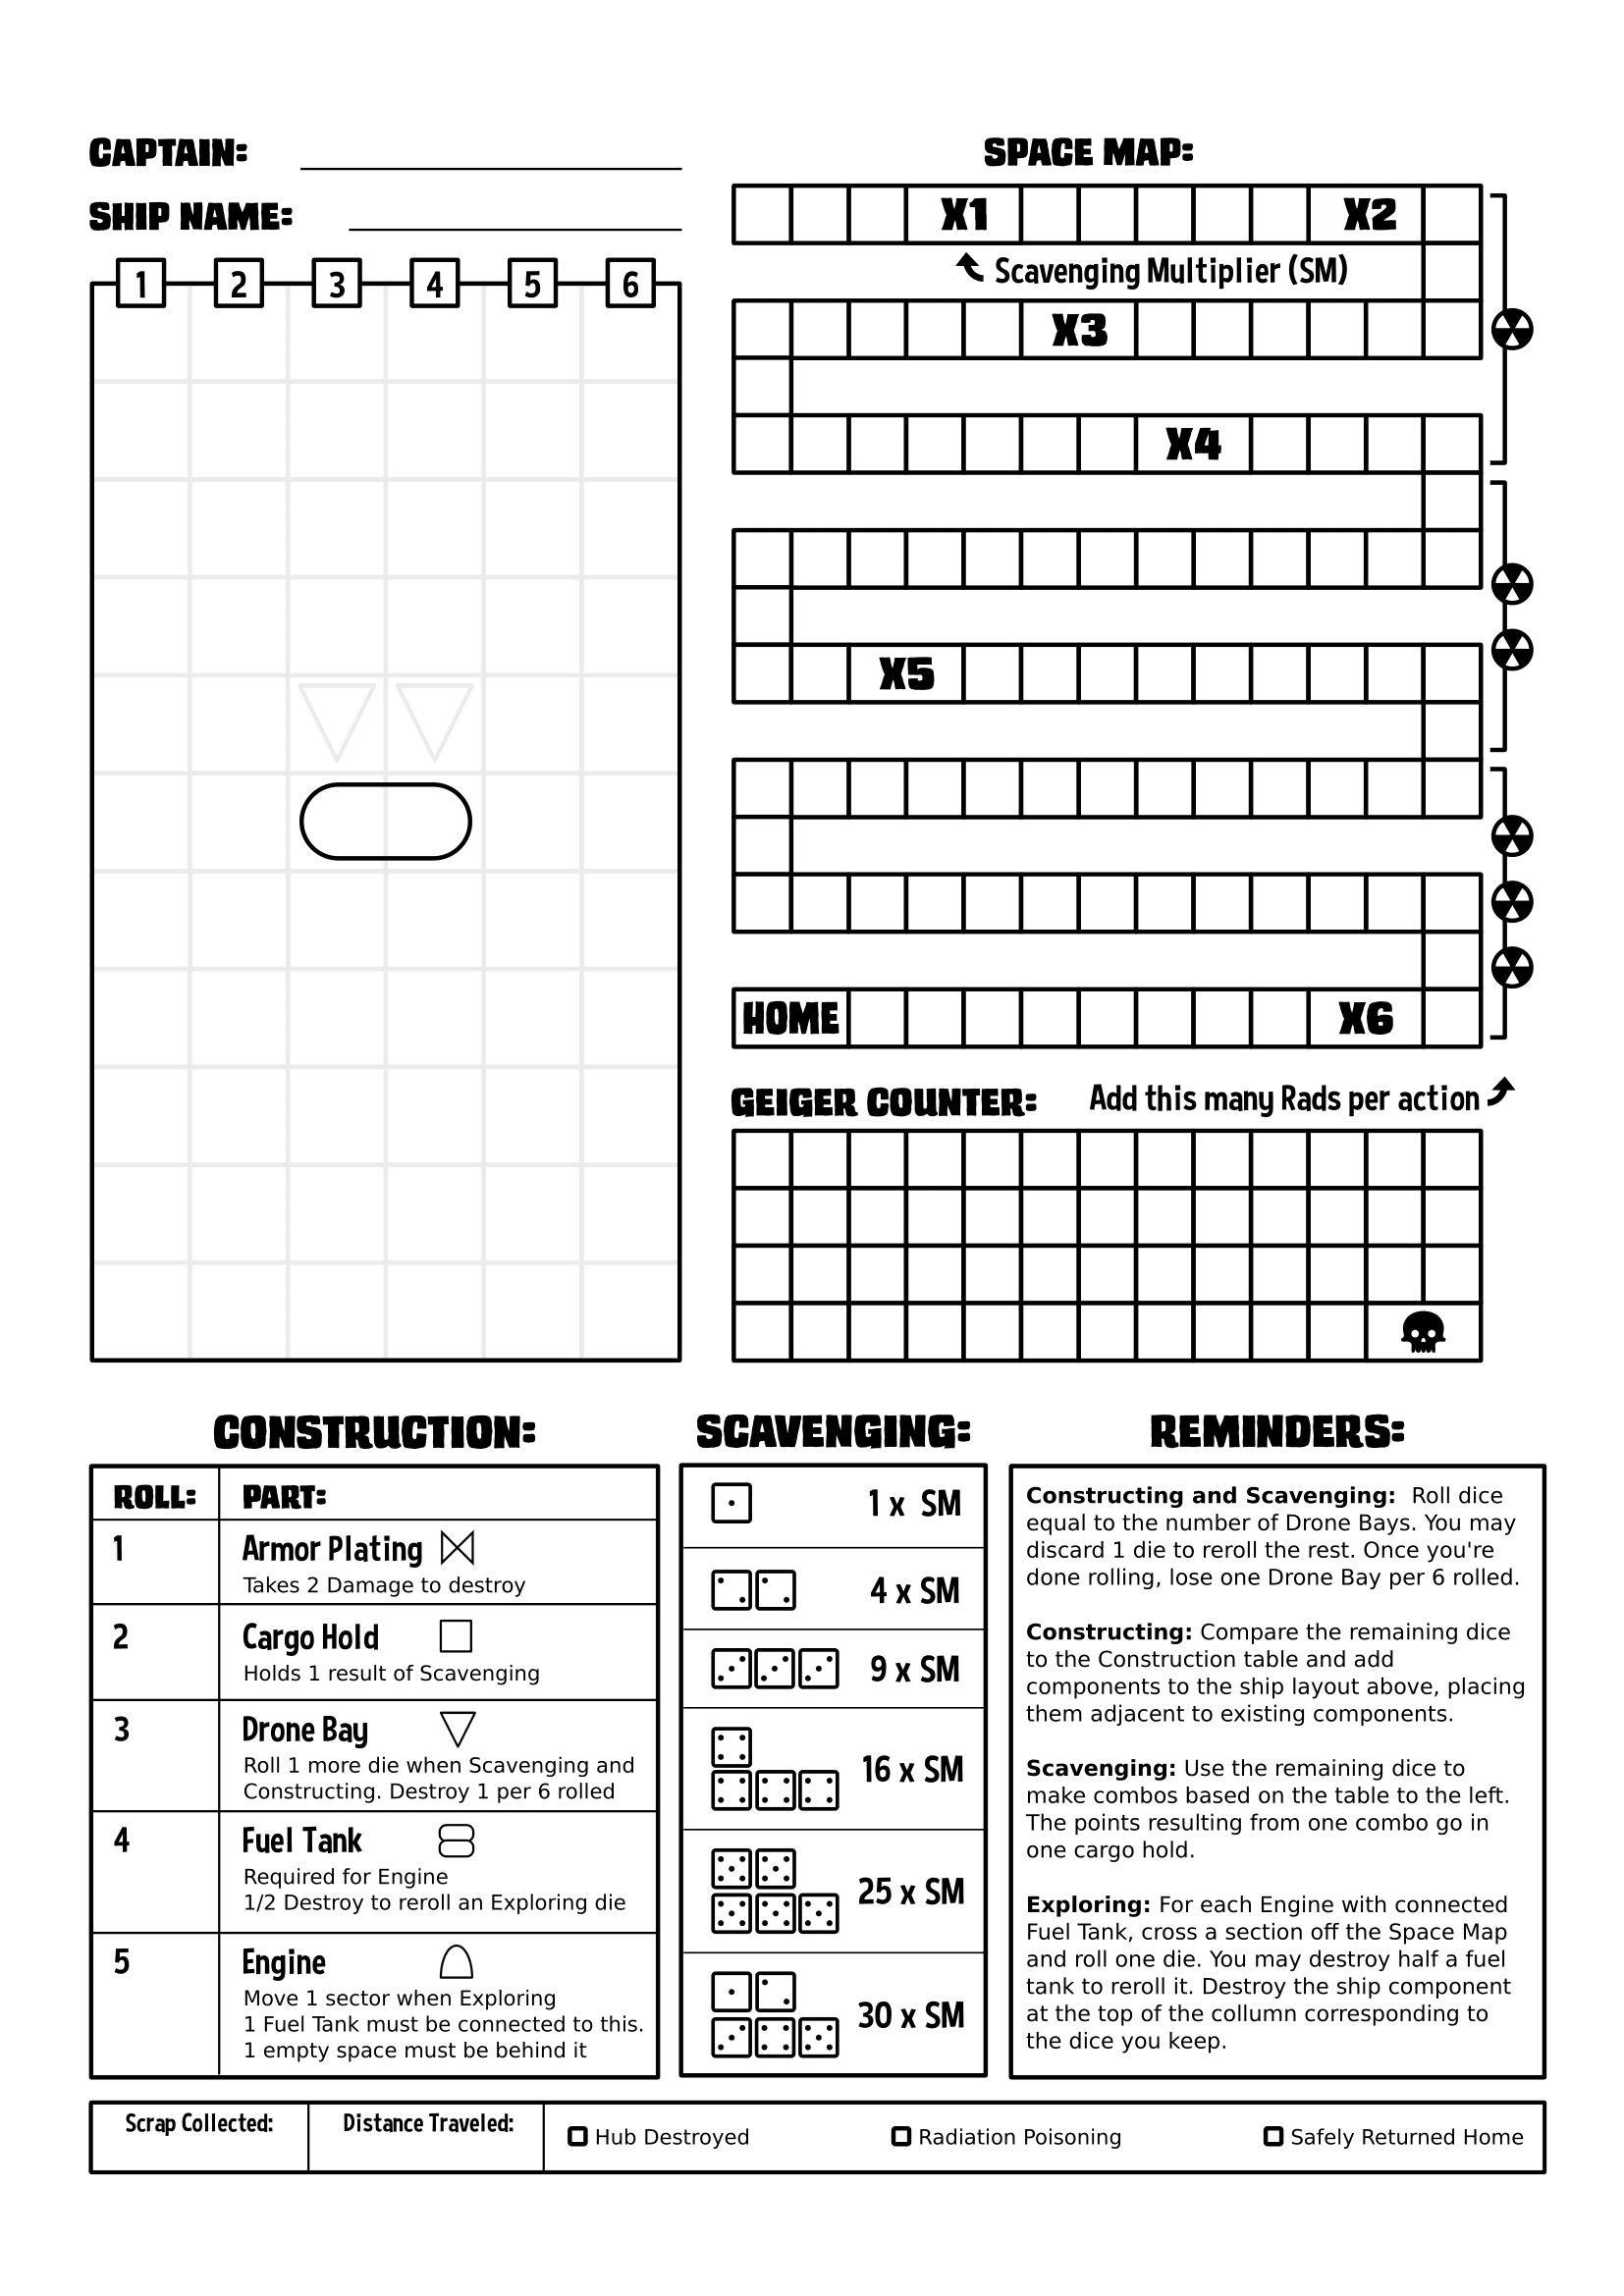 CAPTAIN:
SHIP NAME:
1 2 3 4 5 6
SPACE MAP:
X1 X2
Scavenging Multiplier (SM)
X3
X4
X5
HOME X6
GEIGER COUNTER: Add this many Rads per action
CONSTRUCTION:
ROLL: PART:
1 Armor Plating
Takes 2 Damage to destroy
2 Cargo Hold
Holds 1 result of Scavenging
3 Drone Bay
Roll 1 more die when Scavenging and
Constructing. Destroy 1 per 6 rolled
4 Fuel Tank
Required for Engine
1/2 Destroy to reroll an Exploring die
5 Engine
Move 1 sector when Exploring
1 Fuel Tank must be connected to this.
1 empty space must be behind it
SCAVENGING:
1 x SM
4 x SM
9 x SM
16 x SM
25 x SM
30 x SM
REMINDERS:
Constructing and Scavenging: Roll dice
equal to the number of Drone Bays. You may
discard 1 die to reroll the rest. Once you're
done rolling, lose one Drone Bay per 6 rolled.
Constructing: Compare the remaining dice
to the Construction table and add
components to the ship layout above, placing
them adjacent to existing components.
Scavenging: Use the remaining dice to
make combos based on the table to the left.
The points resulting from one combo go in
one cargo hold.
Exploring: For each Engine with connected
Fuel Tank, cross a section off the Space Map
and roll one die. You may destroy half a fuel
tank to reroll it. Destroy the ship component
at the top of the collumn corresponding to
the dice you keep.
Scrap Collected: Distance Traveled: Hub Destroyed Radiation Poisoning Safely Returned Home